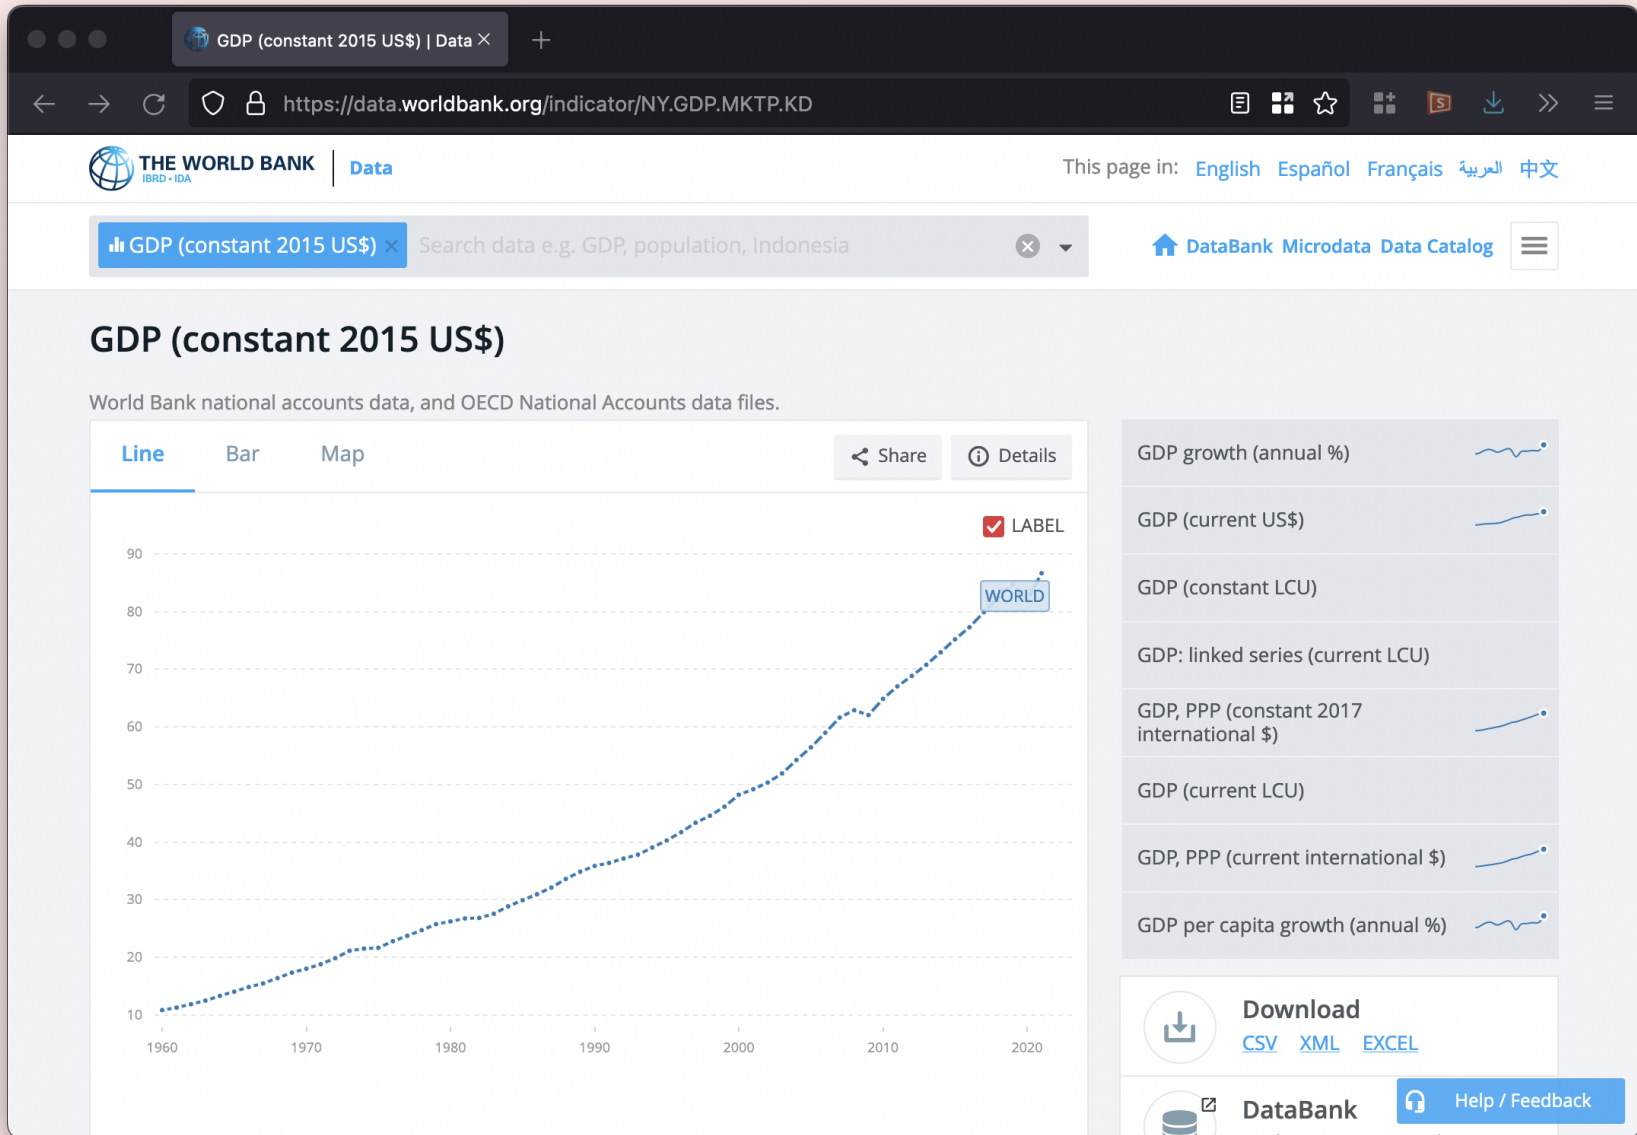 GDP (constant 2015 US$) | Data
https://data.worldbank.org/indicator/NY.GDP.MKTP.KD
THE WORLD BANK
IBRD • IDA
Data
This page in: English Español Français العربية 中文
GDP (constant 2015 US$)
Search data e.g. GDP, population, Indonesia
DataBank Microdata Data Catalog
GDP (constant 2015 US$)
World Bank national accounts data, and OECD National Accounts data files.
Line Bar Map
Share Details
LABEL
90
80
70
60
50
40
30
20
10
WORLD
1960 1970 1980 1990 2000 2010 2020
GDP growth (annual %)
GDP (current US$)
GDP (constant LCU)
GDP: linked series (current LCU)
GDP, PPP (constant 2017
international $)
GDP (current LCU)
GDP, PPP (current international $)
GDP per capita growth (annual %)
Download
CSV XML EXCEL
DataBank
Help / Feedback